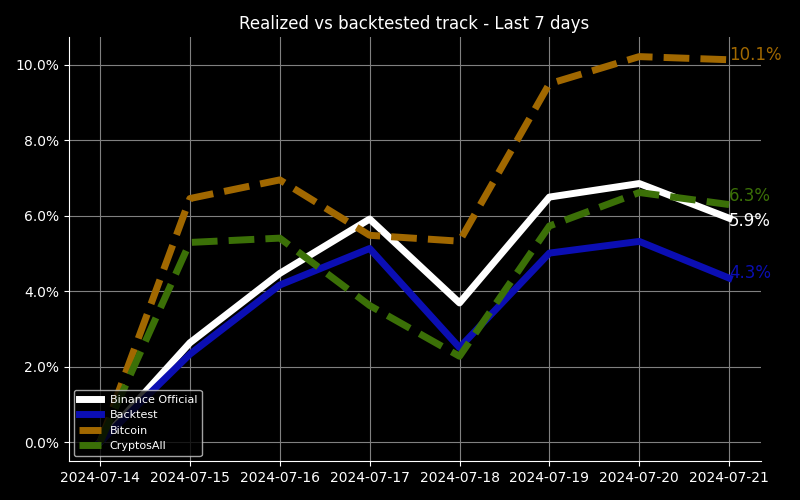 Realized vs backtested track - Last 7 days
10.0%
8.0%
6.0%
4.0%
2.0%
0.0%
10.1%
6.3%
5.9%
4.3%
Binance Official
Backtest
Bitcoin
CryptosAll
2024-07-14 2024-07-15 2024-07-16 2024-07-17 2024-07-18 2024-07-19 2024-07-20 2024-07-21